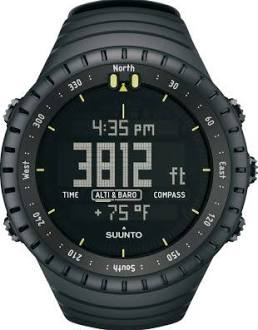 North
30
60
East
120
150
South
210
240
West
300
330
4:35 pm
3812 ft
TIME ALTI & BARO COMPASS
+75°F
SUUNTO